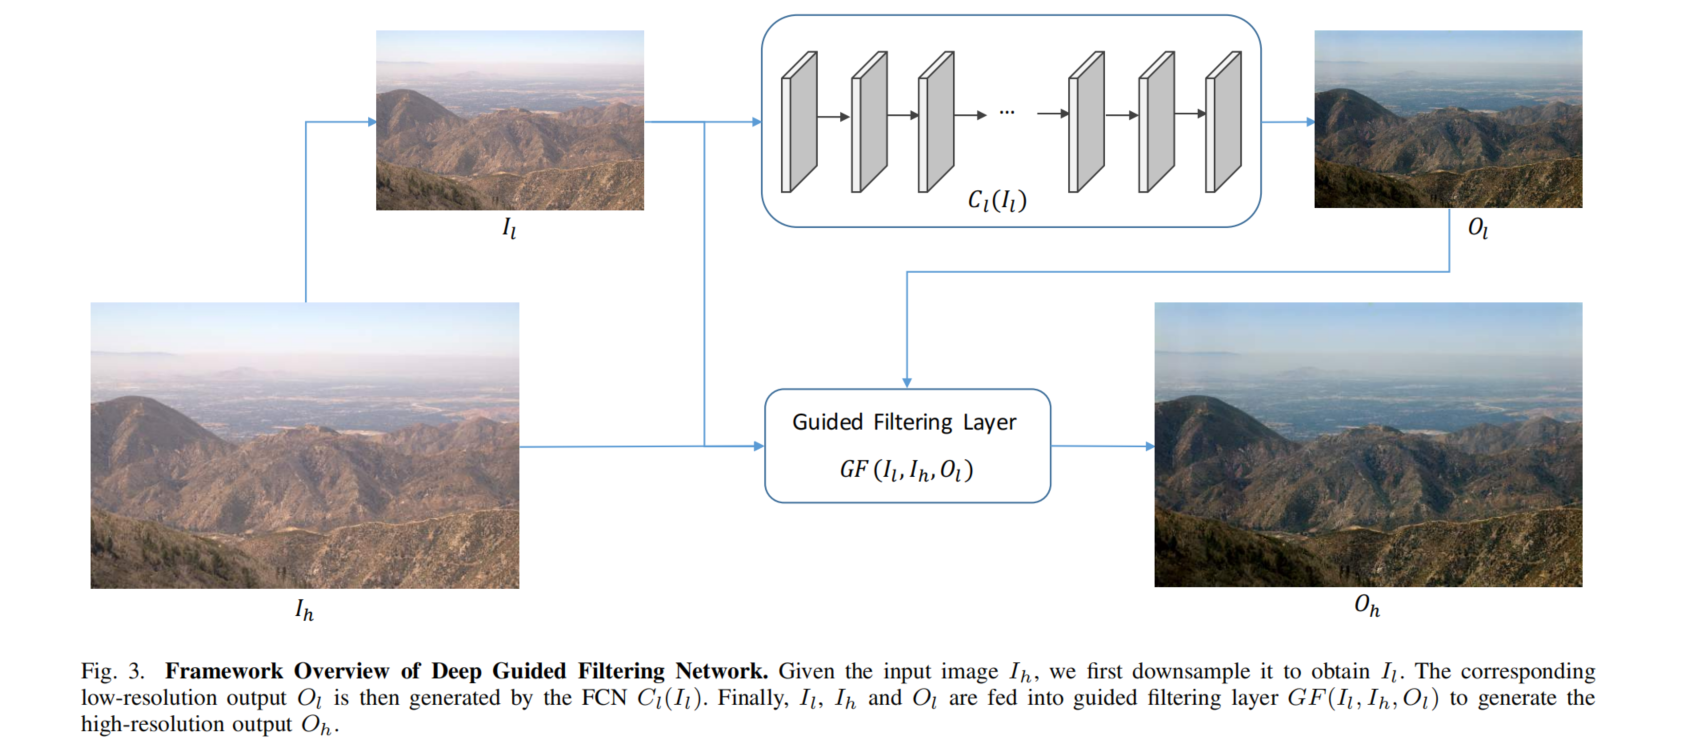 I_l
...
C_l(I_l)
O_l
Guided Filtering Layer
GF(I_l, I_h, O_l)
I_h
O_h
Fig. 3. Framework Overview of Deep Guided Filtering Network. Given the input image I_h, we first downsample it to obtain I_l. The corresponding
low-resolution output O_l is then generated by the FCN C_l(I_l). Finally, I_l, I_h and O_l are fed into guided filtering layer GF(I_l, I_h, O_l) to generate the
high-resolution output O_h.